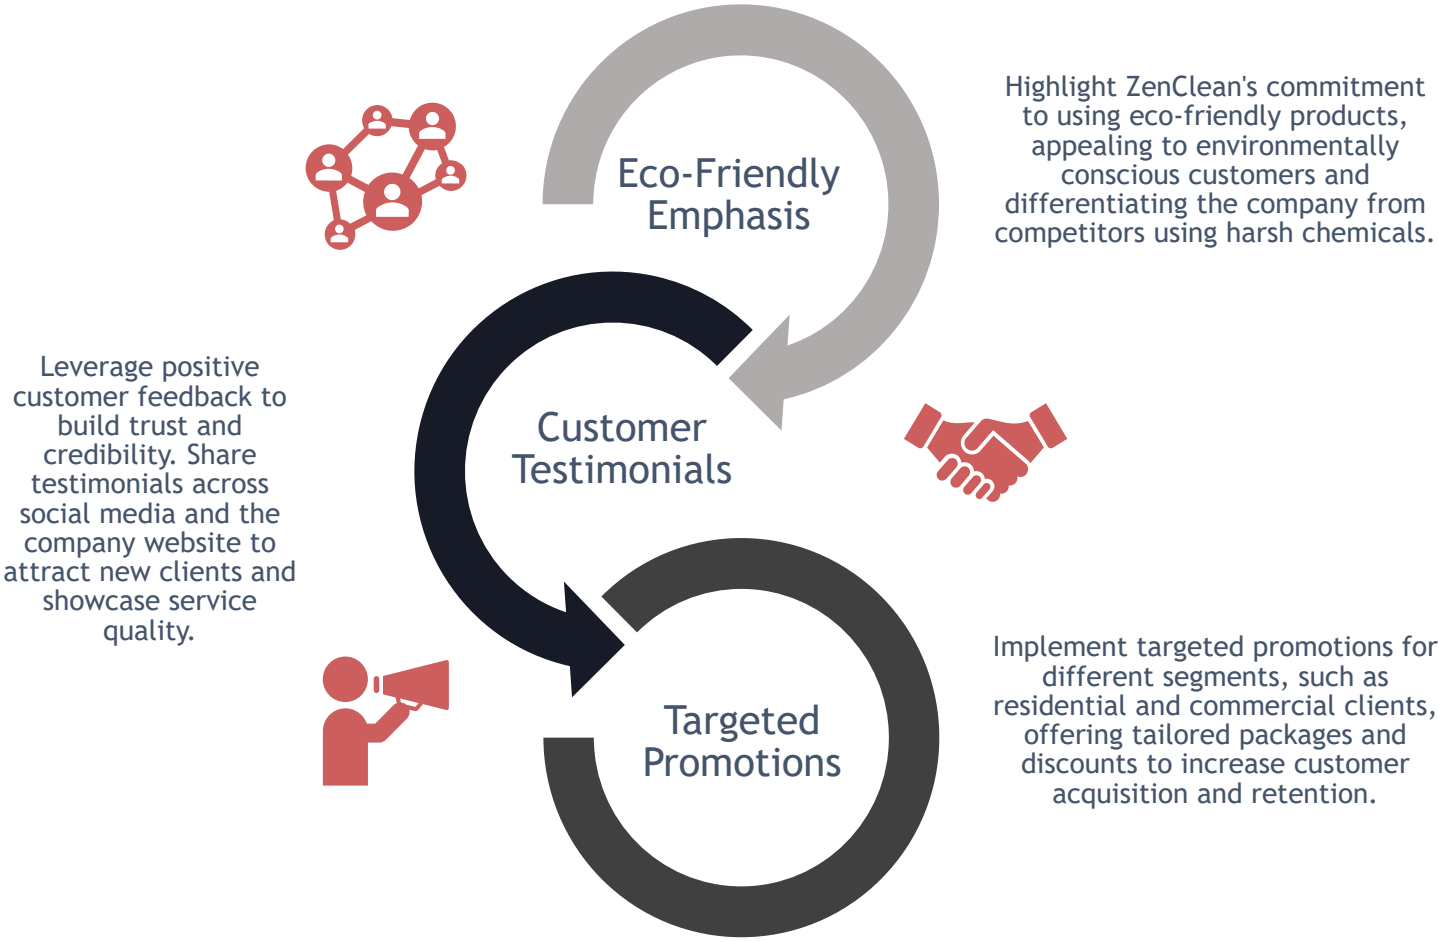 Eco-Friendly
Emphasis
Highlight ZenClean's commitment
to using eco-friendly products,
appealing to environmentally
conscious customers and
differentiating the company from
competitors using harsh chemicals.
Customer
Testimonials
Leverage positive
customer feedback to
build trust and
credibility. Share
testimonials across
social media and the
company website to
attract new clients and
showcase service
quality.
Targeted
Promotions
Implement targeted promotions for
different segments, such as
residential and commercial clients,
offering tailored packages and
discounts to increase customer
acquisition and retention.